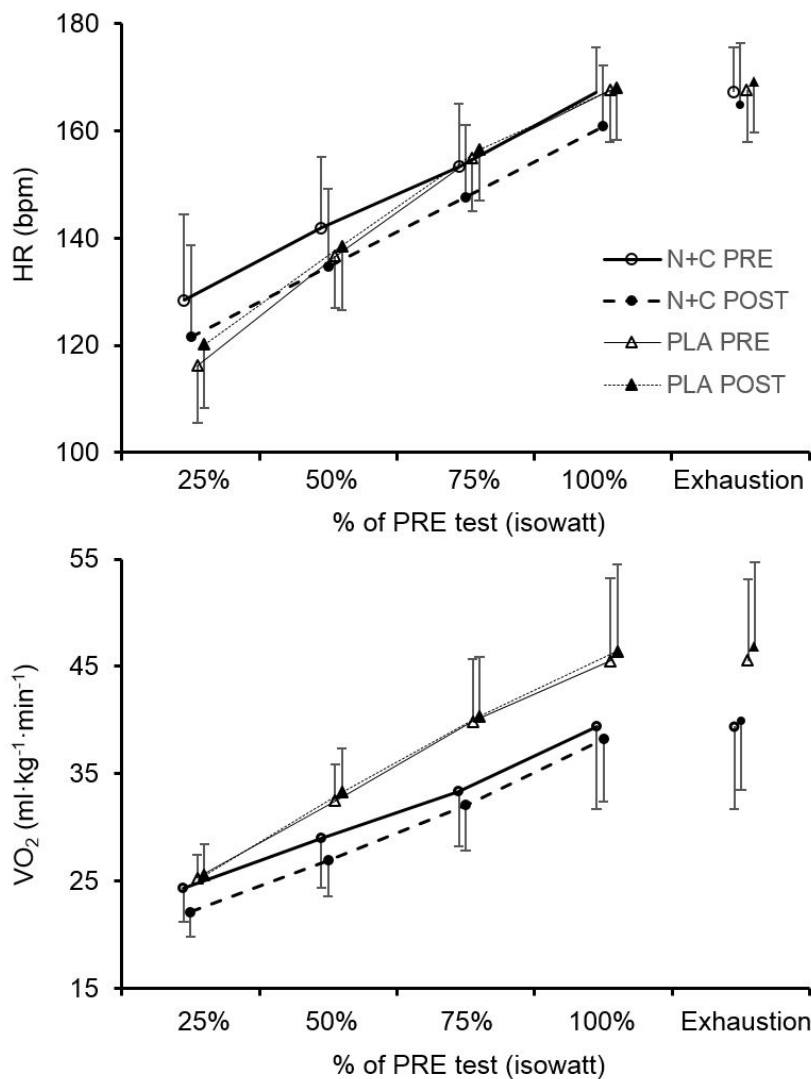 180
160
140
120
100
HR (bpm)
N+C PRE
N+C POST
PLA PRE
PLA POST
25% 50% 75% 100% Exhaustion
% of PRE test (isowatt)
55
45
35
25
15
VO₂ (ml·kg⁻¹·min⁻¹)
25% 50% 75% 100% Exhaustion
% of PRE test (isowatt)